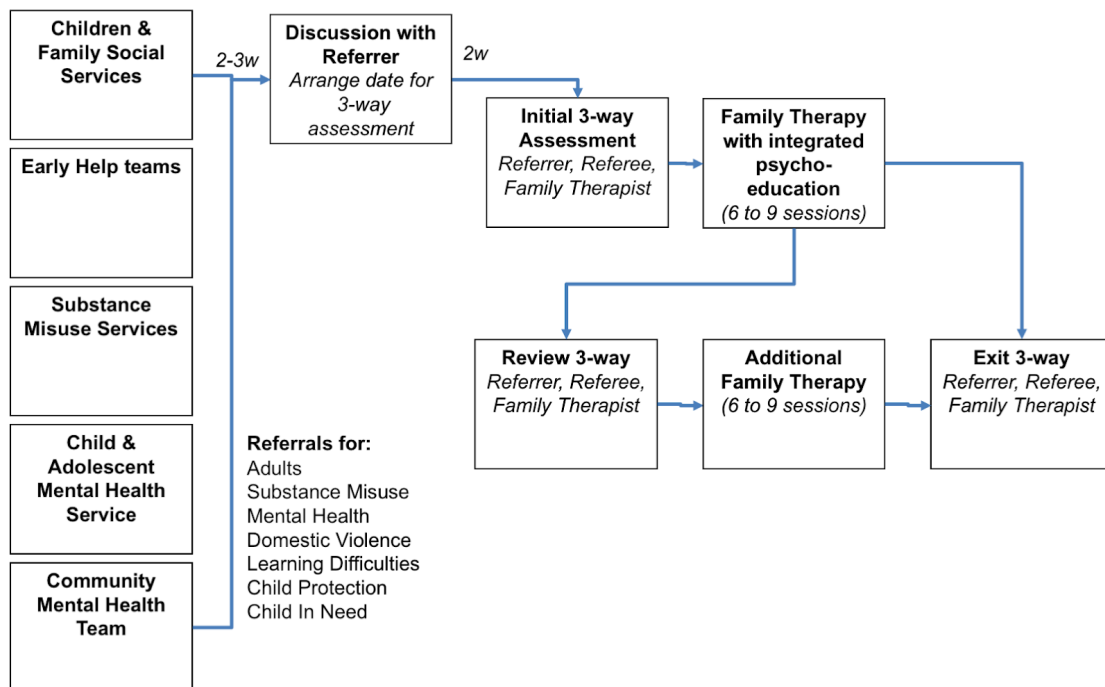 Children &
Family Social
Services
Early Help teams
Substance
Misuse Services
Child &
Adolescent
Mental Health
Service
Community
Mental Health
Team
2-3w
Discussion with
Referrer
Arrange date for
3-way
assessment
2w
Initial 3-way
Assessment
Referrer, Referee,
Family Therapist
Family Therapy
with integrated
psycho-
education
(6 to 9 sessions)
Review 3-way
Referrer, Referee,
Family Therapist
Additional
Family Therapy
(6 to 9 sessions)
Exit 3-way
Referrer, Referee,
Family Therapist
Referrals for:
Adults
Substance Misuse
Mental Health
Domestic Violence
Learning Difficulties
Child Protection
Child In Need